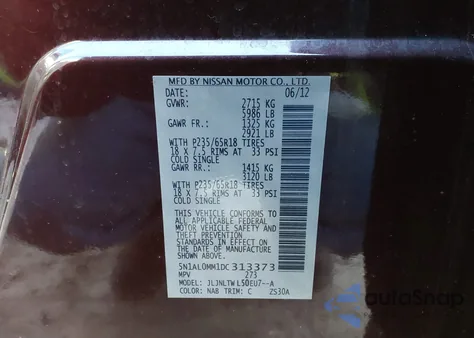 MFD BY NISSAN MOTOR CO., LTD.
DATE: 06/12
GVWR: 2715 KG
5986 LB
GAWR FR.: 1325 KG
2921 LB
WITH P235/65R18 TIRES
18 X 7.5 RIMS AT 33 PSI
COLD SINGLE
GAWR RR.: 1415 KG
3120 LB
WITH P235/65R18 TIRES
18 X 7.5 RIMS AT 33 PSI
COLD SINGLE
THIS VEHICLE CONFORMS TO
ALL APPLICABLE FEDERAL
MOTOR VEHICLE SAFETY AND
THEFT PREVENTION
STANDARDS IN EFFECT ON
THE DATE OF MANUFACTURE
SHOWN ABOVE.
5N1AL0MM1DC313373
MPV 273
MODEL: JLJNLTW L50EU7--A
COLOR: NAB TRIM: C ZS30A
autoSnap